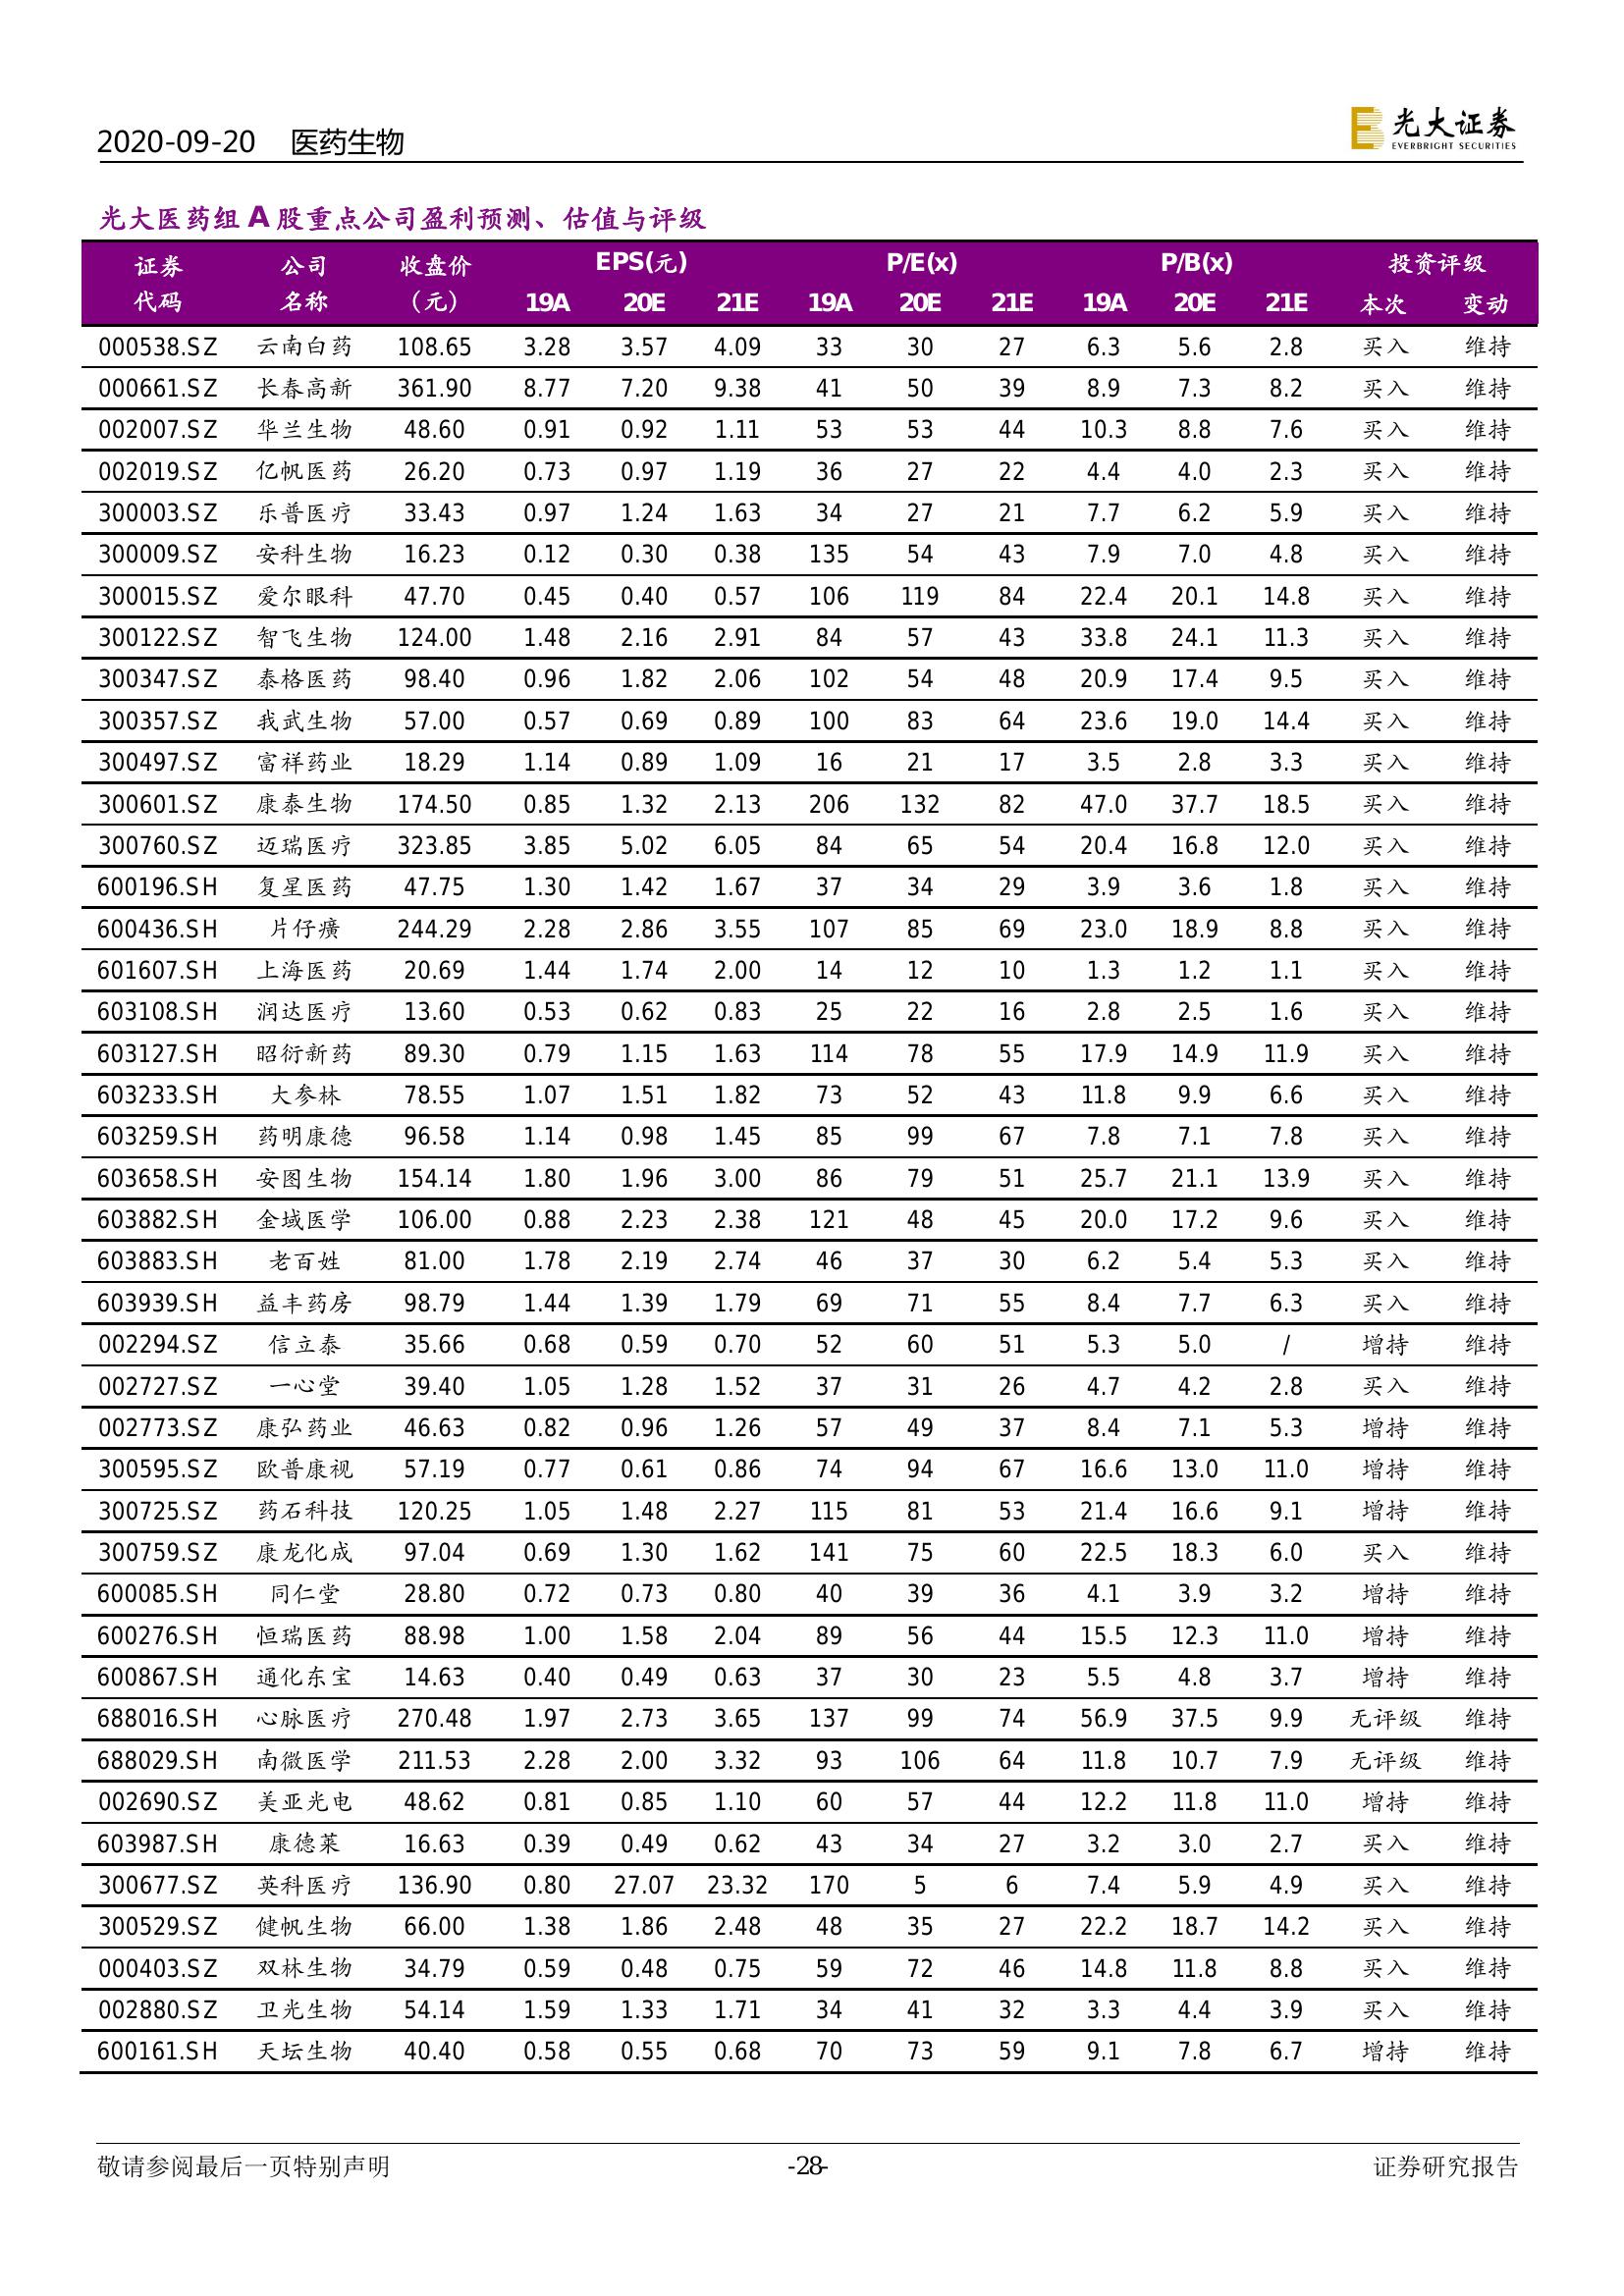 2020-09-20 医药生物
光大证券
EVERBRIGHT SECURITIES
光大医药组 A 股重点公司盈利预测、估值与评级
证券 公司 收盘价 EPS(元) P/E(x) P/B(x) 投资评级
代码 名称 （元） 19A 20E 21E 19A 20E 21E 19A 20E 21E 本次 变动
000538.SZ 云南白药 108.65 3.28 3.57 4.09 33 30 27 6.3 5.6 2.8 买入 维持
000661.SZ 长春高新 361.90 8.77 7.20 9.38 41 50 39 8.9 7.3 8.2 买入 维持
002007.SZ 华兰生物 48.60 0.91 0.92 1.11 53 53 44 10.3 8.8 7.6 买入 维持
002019.SZ 亿帆医药 26.20 0.73 0.97 1.19 36 27 22 4.4 4.0 2.3 买入 维持
300003.SZ 乐普医疗 33.43 0.97 1.24 1.63 34 27 21 7.7 6.2 5.9 买入 维持
300009.SZ 安科生物 16.23 0.12 0.30 0.38 135 54 43 7.9 7.0 4.8 买入 维持
300015.SZ 爱尔眼科 47.70 0.45 0.40 0.57 106 119 84 22.4 20.1 14.8 买入 维持
300122.SZ 智飞生物 124.00 1.48 2.16 2.91 84 57 43 33.8 24.1 11.3 买入 维持
300347.SZ 泰格医药 98.40 0.96 1.82 2.06 102 54 48 20.9 17.4 9.5 买入 维持
300357.SZ 我武生物 57.00 0.57 0.69 0.89 100 83 64 23.6 19.0 14.4 买入 维持
300497.SZ 富祥药业 18.29 1.14 0.89 1.09 16 21 17 3.5 2.8 3.3 买入 维持
300601.SZ 康泰生物 174.50 0.85 1.32 2.13 206 132 82 47.0 37.7 18.5 买入 维持
300760.SZ 迈瑞医疗 323.85 3.85 5.02 6.05 84 65 54 20.4 16.8 12.0 买入 维持
600196.SH 复星医药 47.75 1.30 1.42 1.67 37 34 29 3.9 3.6 1.8 买入 维持
600436.SH 片仔癀 244.29 2.28 2.86 3.55 107 85 69 23.0 18.9 8.8 买入 维持
601607.SH 上海医药 20.69 1.44 1.74 2.00 14 12 10 1.3 1.2 1.1 买入 维持
603108.SH 润达医疗 13.60 0.53 0.62 0.83 25 22 16 2.8 2.5 1.6 买入 维持
603127.SH 昭衍新药 89.30 0.79 1.15 1.63 114 78 55 17.9 14.9 11.9 买入 维持
603233.SH 大参林 78.55 1.07 1.51 1.82 73 52 43 11.8 9.9 6.6 买入 维持
603259.SH 药明康德 96.58 1.14 0.98 1.45 85 99 67 7.8 7.1 7.8 买入 维持
603658.SH 安图生物 154.14 1.80 1.96 3.00 86 79 51 25.7 21.1 13.9 买入 维持
603882.SH 金域医学 106.00 0.88 2.23 2.38 121 48 45 20.0 17.2 9.6 买入 维持
603883.SH 老百姓 81.00 1.78 2.19 2.74 46 37 30 6.2 5.4 5.3 买入 维持
603939.SH 益丰药房 98.79 1.44 1.39 1.79 69 71 55 8.4 7.7 6.3 买入 维持
002294.SZ 信立泰 35.66 0.68 0.59 0.70 52 60 51 5.3 5.0 / 增持 维持
002727.SZ 一心堂 39.40 1.05 1.28 1.52 37 31 26 4.7 4.2 2.8 买入 维持
002773.SZ 康弘药业 46.63 0.82 0.96 1.26 57 49 37 8.4 7.1 5.3 增持 维持
300595.SZ 欧普康视 57.19 0.77 0.61 0.86 74 94 67 16.6 13.0 11.0 增持 维持
300725.SZ 药石科技 120.25 1.05 1.48 2.27 115 81 53 21.4 16.6 9.1 增持 维持
300759.SZ 康龙化成 97.04 0.69 1.30 1.62 141 75 60 22.5 18.3 6.0 买入 维持
600085.SH 同仁堂 28.80 0.72 0.73 0.80 40 39 36 4.1 3.9 3.2 增持 维持
600276.SH 恒瑞医药 88.98 1.00 1.58 2.04 89 56 44 15.5 12.3 11.0 增持 维持
600867.SH 通化东宝 14.63 0.40 0.49 0.63 37 30 23 5.5 4.8 3.7 增持 维持
688016.SH 心脉医疗 270.48 1.97 2.73 3.65 137 99 74 56.9 37.5 9.9 无评级 维持
688029.SH 南微医学 211.53 2.28 2.00 3.32 93 106 64 11.8 10.7 7.9 无评级 维持
002690.SZ 美亚光电 48.62 0.81 0.85 1.10 60 57 44 12.2 11.8 11.0 增持 维持
603987.SH 康德莱 16.63 0.39 0.49 0.62 43 34 27 3.2 3.0 2.7 买入 维持
300677.SZ 英科医疗 136.90 0.80 27.07 23.32 170 5 6 7.4 5.9 4.9 买入 维持
300529.SZ 健帆生物 66.00 1.38 1.86 2.48 48 35 27 22.2 18.7 14.2 买入 维持
000403.SZ 双林生物 34.79 0.59 0.48 0.75 59 72 46 14.8 11.8 8.8 买入 维持
002880.SZ 卫光生物 54.14 1.59 1.33 1.71 34 41 32 3.3 4.4 3.9 买入 维持
600161.SH 天坛生物 40.40 0.58 0.55 0.68 70 73 59 9.1 7.8 6.7 增持 维持
敬请参阅最后一页特别声明 -28- 证券研究报告